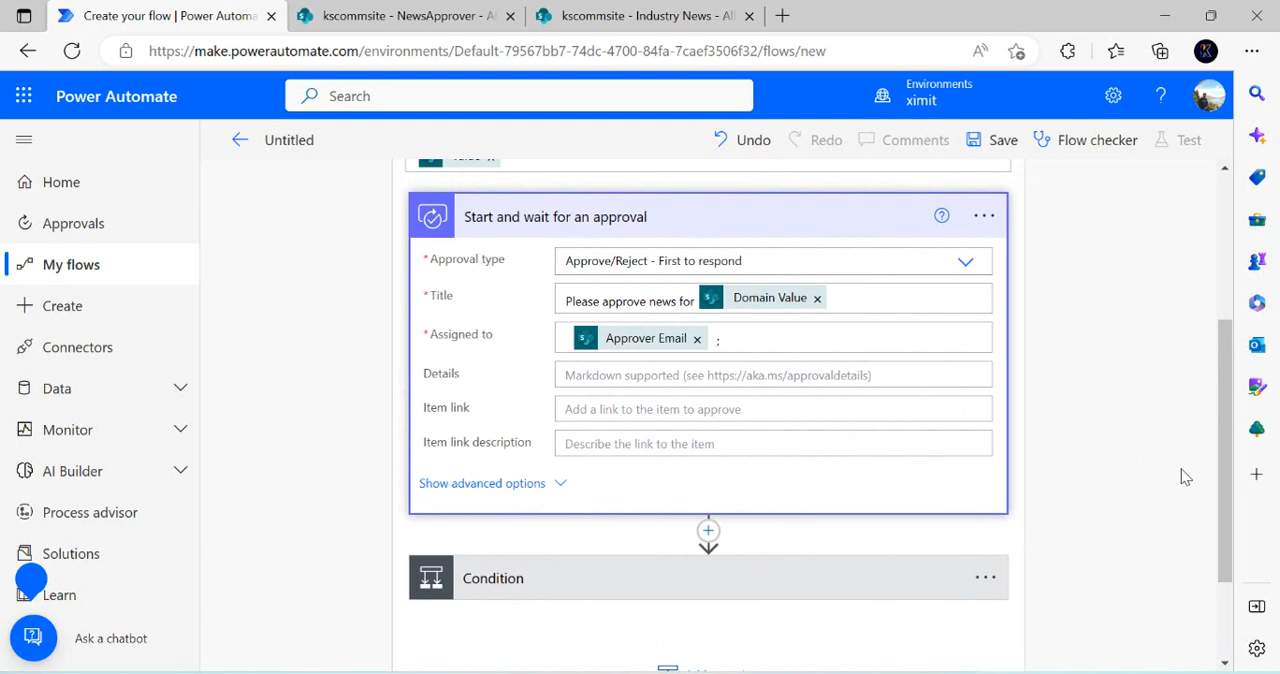 Create your flow | Power Automa
kscommsite - NewsApprover - Al
kscommsite - Industry News - All
https://make.powerautomate.com/environments/Default-79567bb7-74dc-4700-84fa-7caef3506f32/flows/new
Power Automate
Search
Environments
ximit
Untitled
Undo
Redo
Comments
Save
Flow checker
Test
Home
Approvals
My flows
Create
Connectors
Data
Monitor
AI Builder
Process advisor
Solutions
Learn
Ask a chatbot
Start and wait for an approval
*Approval type
Approve/Reject - First to respond
*Title
Please approve news for Domain Value ×
*Assigned to
Approver Email × ;
Details
Markdown supported (see https://aka.ms/approvaldetails)
Item link
Add a link to the item to approve
Item link description
Describe the link to the item
Show advanced options
Condition